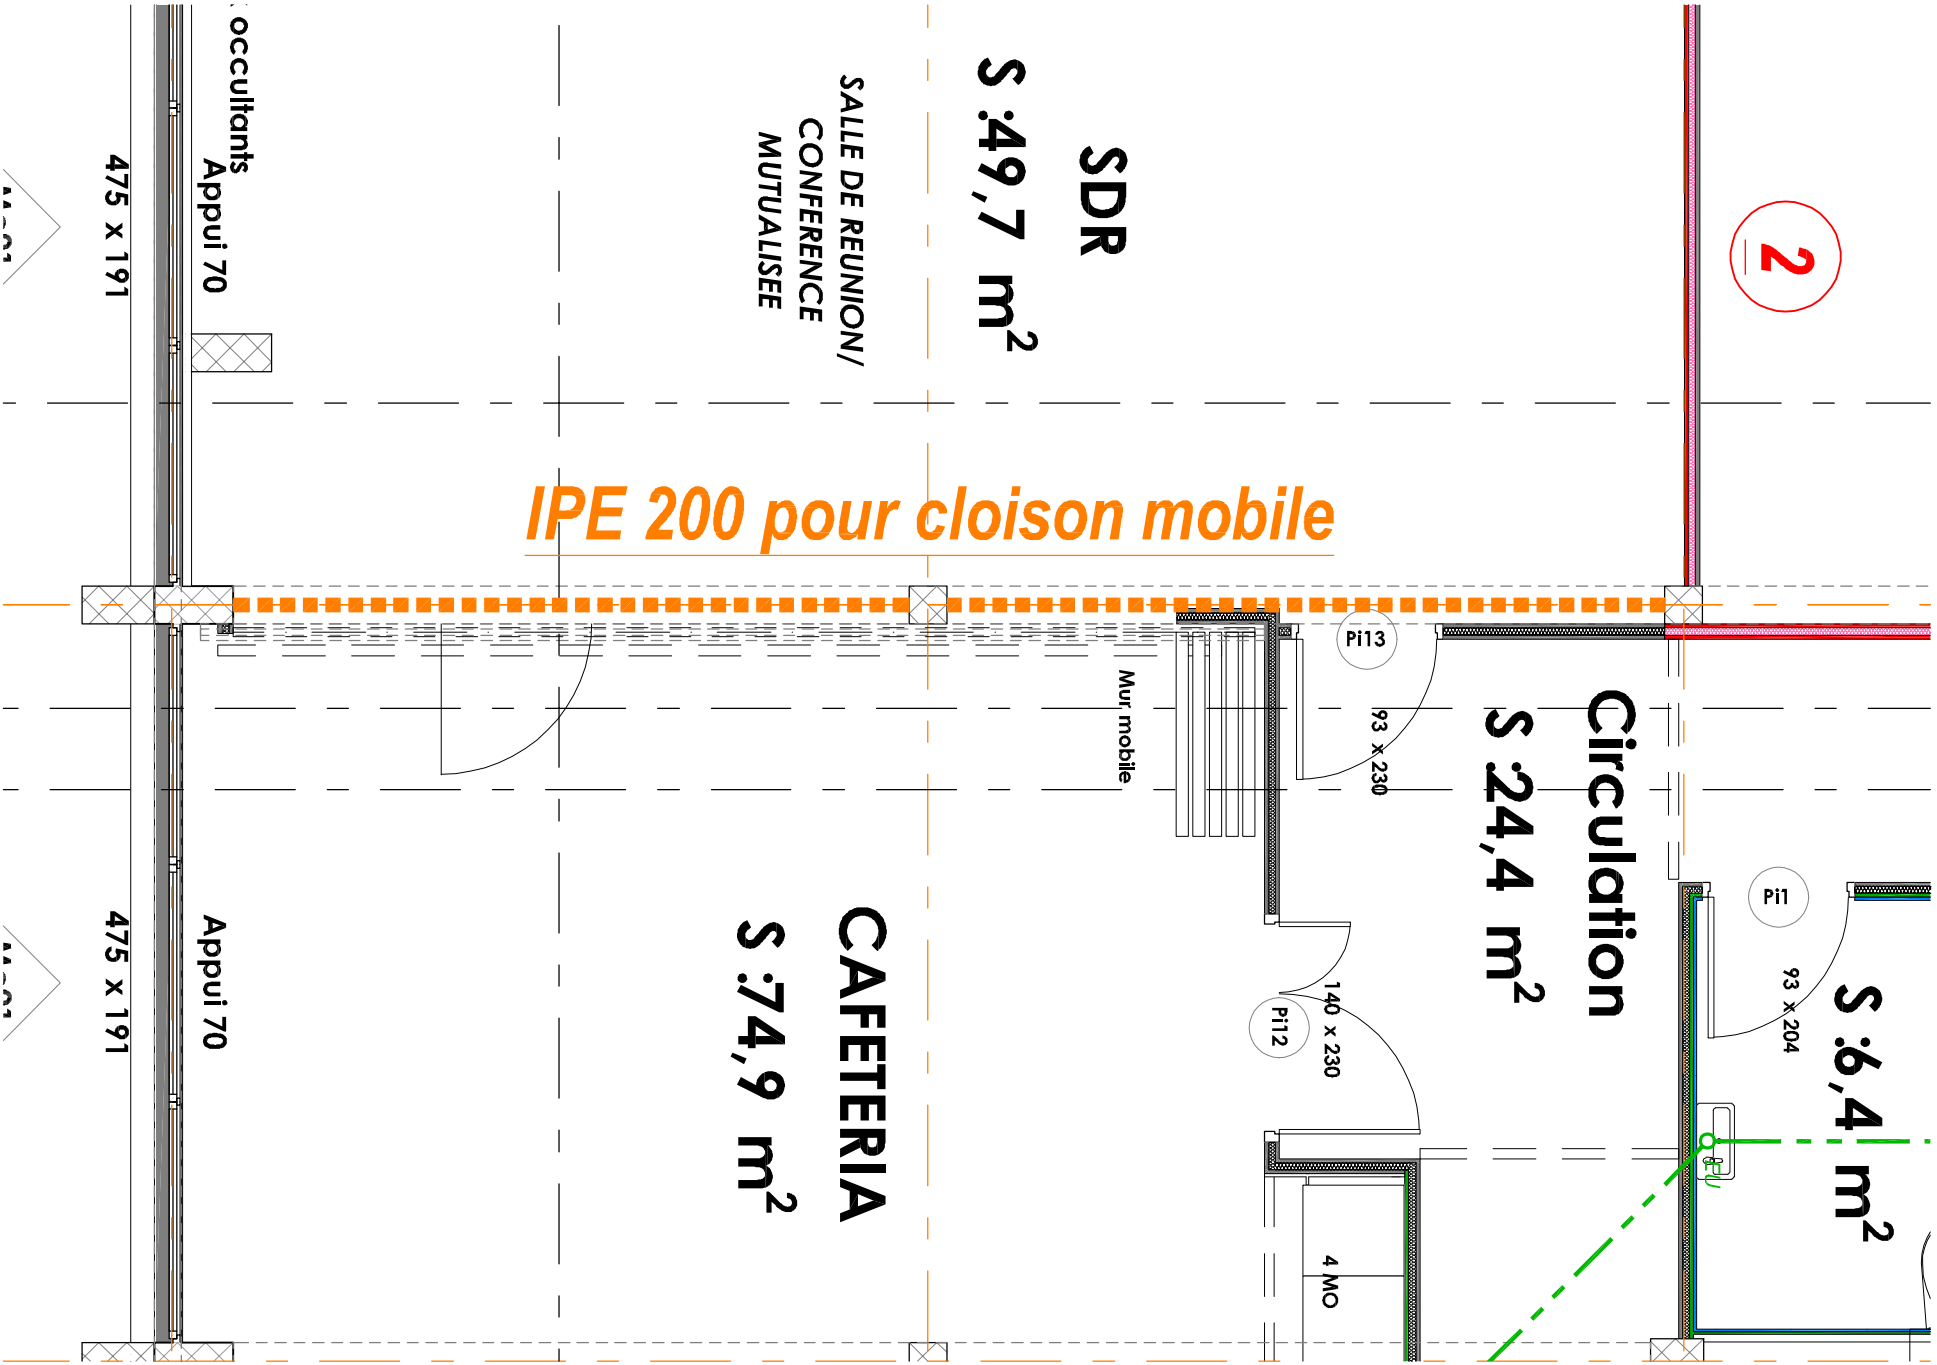 occultants
Appui 70
475 x 191
SALLE DE REUNION/
CONFERENCE
MUTUALISEE
SDR
S :49,7 m²
2
IPE 200 pour cloison mobile
Mur mobile
Pi13
93 x 230
Circulation
S :24,4 m²
Pi1
93 x 204
S :6,4 m²
Pi12
140 x 230
CAFETERIA
S :74,9 m²
Appui 70
475 x 191
EU
4 MO